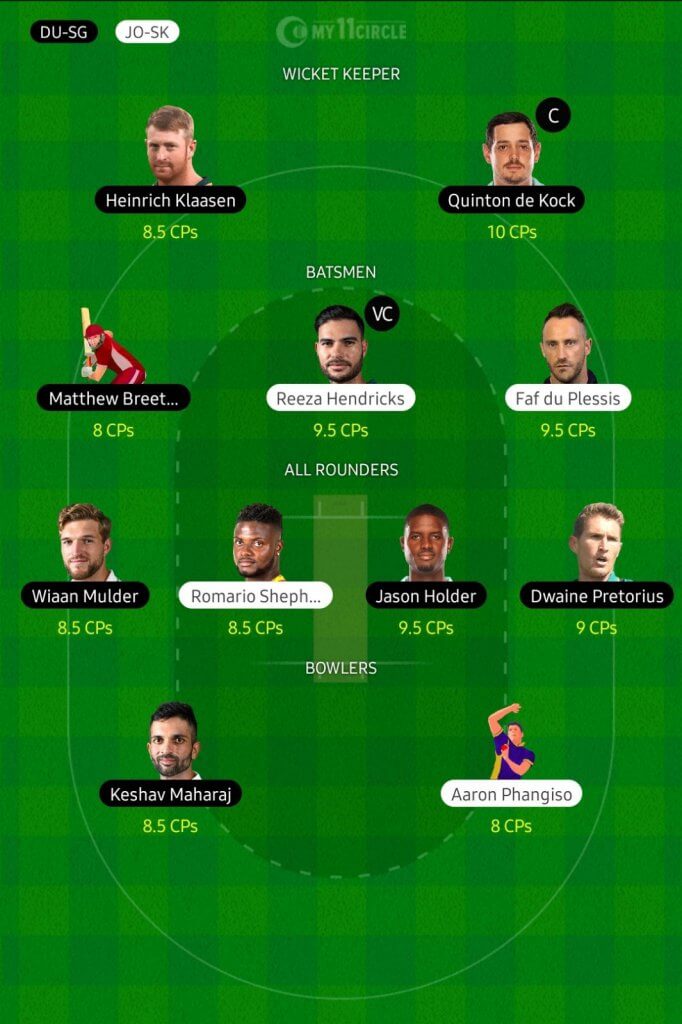 DU-SG JO-SK MY11CIRCLE
WICKET KEEPER
C
Heinrich Klaasen Quinton de Kock
8.5 CPs 10 CPs
BATSMEN
VC
Matthew Breet... Reeza Hendricks Faf du Plessis
8 CPs 9.5 CPs 9.5 CPs
ALL ROUNDERS
Wiaan Mulder Romario Sheph... Jason Holder Dwaine Pretorius
8.5 CPs 8.5 CPs 9.5 CPs 9 CPs
BOWLERS
Keshav Maharaj Aaron Phangiso
8.5 CPs 8 CPs